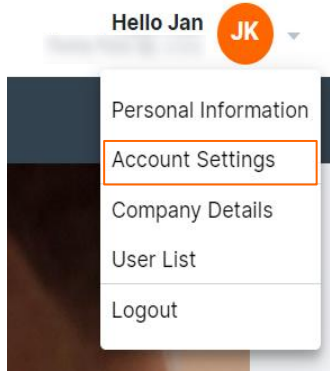 Hello Jan
JK
Personal Information
Account Settings
Company Details
User List
Logout